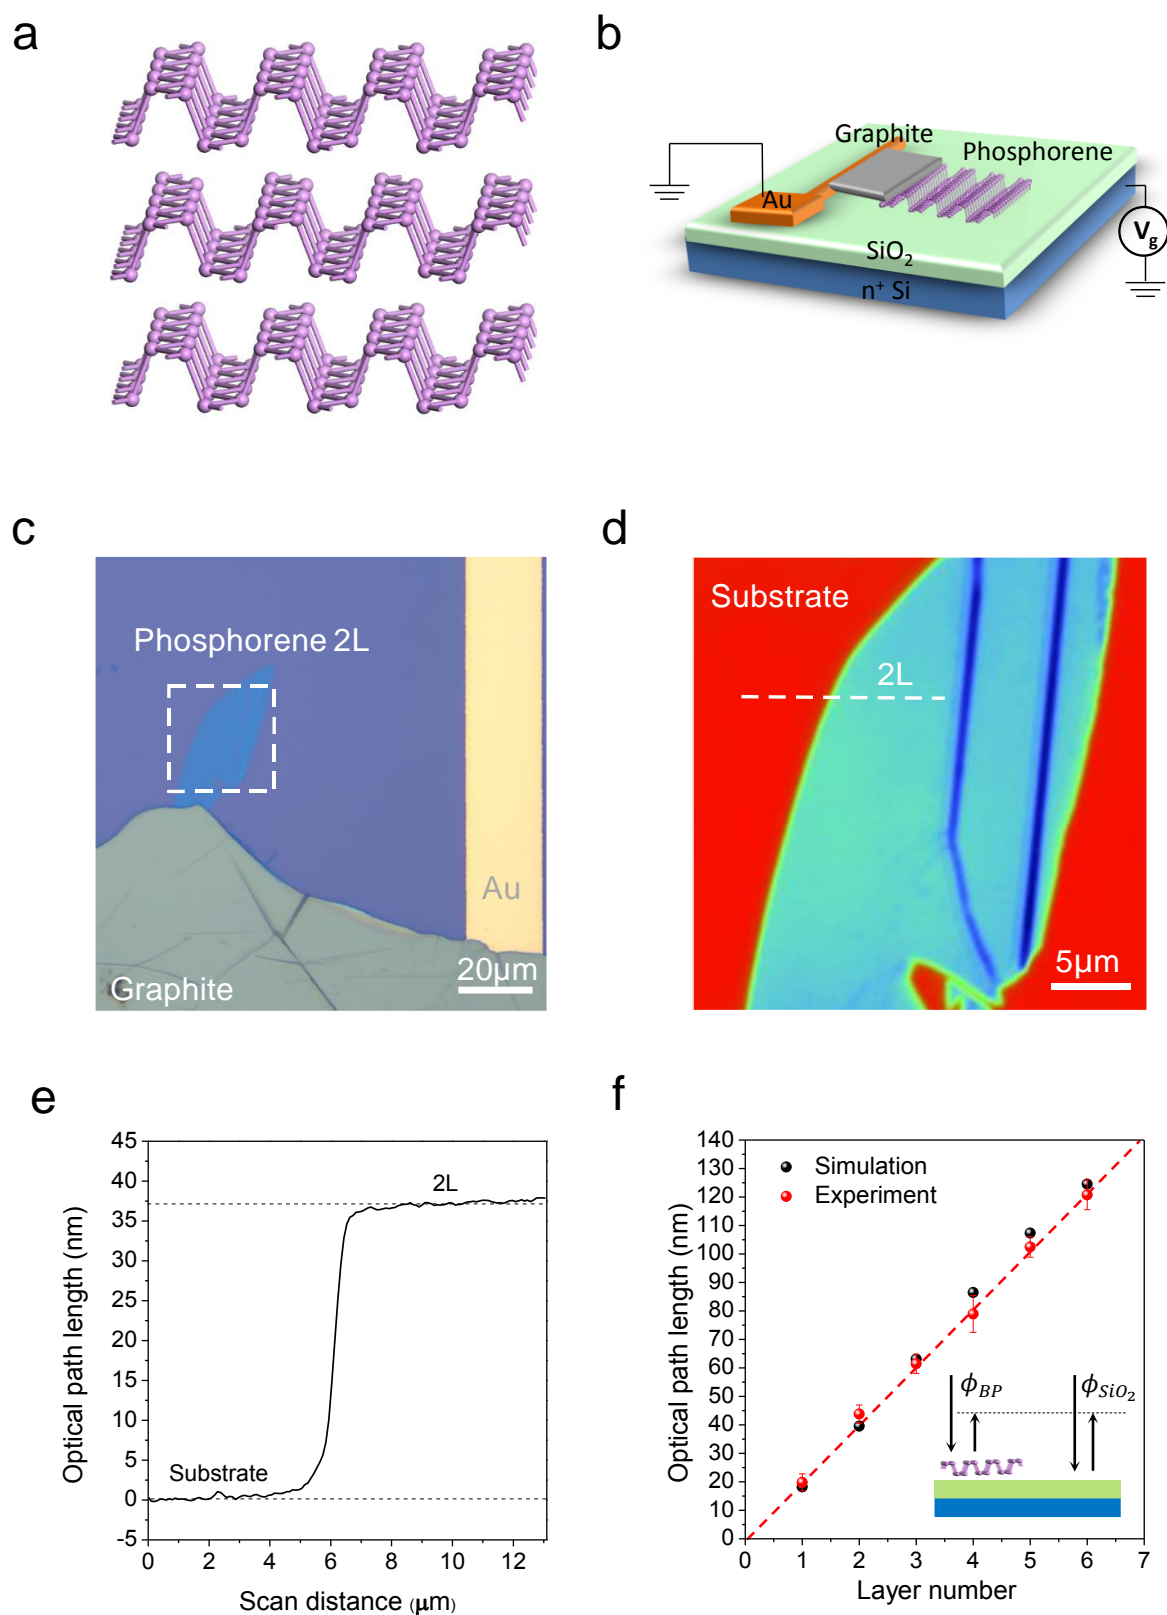 a
b
Graphite
Phosphorene
Au
V_g
SiO₂
n⁺ Si
c
Phosphorene 2L
Au
20μm
Graphite
d
Substrate
2L
5μm
e
45
40
35
30
25
20
15
10
5
0
-5
Optical path length (nm)
2L
Substrate
0 2 4 6 8 10 12
Scan distance (μm)
f
140
130
120
110
100
90
80
70
60
50
40
30
20
10
0
Optical path length (nm)
Simulation
Experiment
ϕ_BP
ϕ_SiO₂
0 1 2 3 4 5 6 7
Layer number